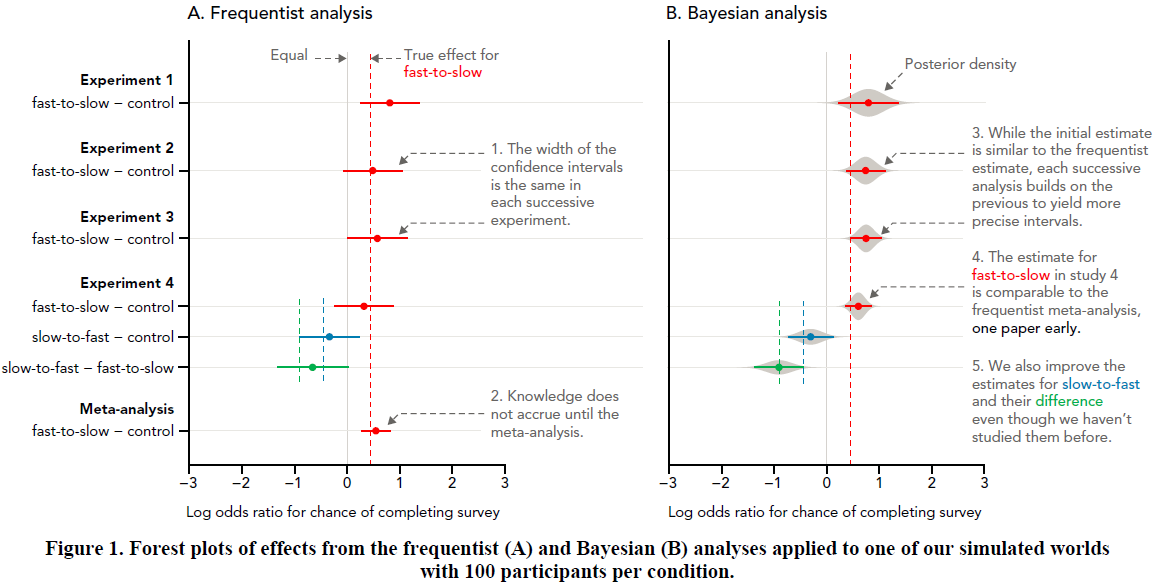 A. Frequentist analysis
Equal
True effect for
fast-to-slow
Experiment 1
fast-to-slow – control
Experiment 2
fast-to-slow – control
1. The width of the
confidence intervals
is the same in
each successive
experiment.
Experiment 3
fast-to-slow – control
Experiment 4
fast-to-slow – control
slow-to-fast – control
slow-to-fast – fast-to-slow
Meta-analysis
fast-to-slow – control
2. Knowledge does
not accrue until the
meta-analysis.
–3 –2 –1 0 1 2 3
Log odds ratio for chance of completing survey
B. Bayesian analysis
Posterior density
3. While the initial estimate
is similar to the frequentist
estimate, each successive
analysis builds on the
previous to yield more
precise intervals.
4. The estimate for
fast-to-slow in study 4
is comparable to the
frequentist meta-analysis,
one paper early.
5. We also improve the
estimates for slow-to-fast
and their difference
even though we haven't
studied them before.
–3 –2 –1 0 1 2 3
Log odds ratio for chance of completing survey
Figure 1. Forest plots of effects from the frequentist (A) and Bayesian (B) analyses applied to one of our simulated worlds
with 100 participants per condition.